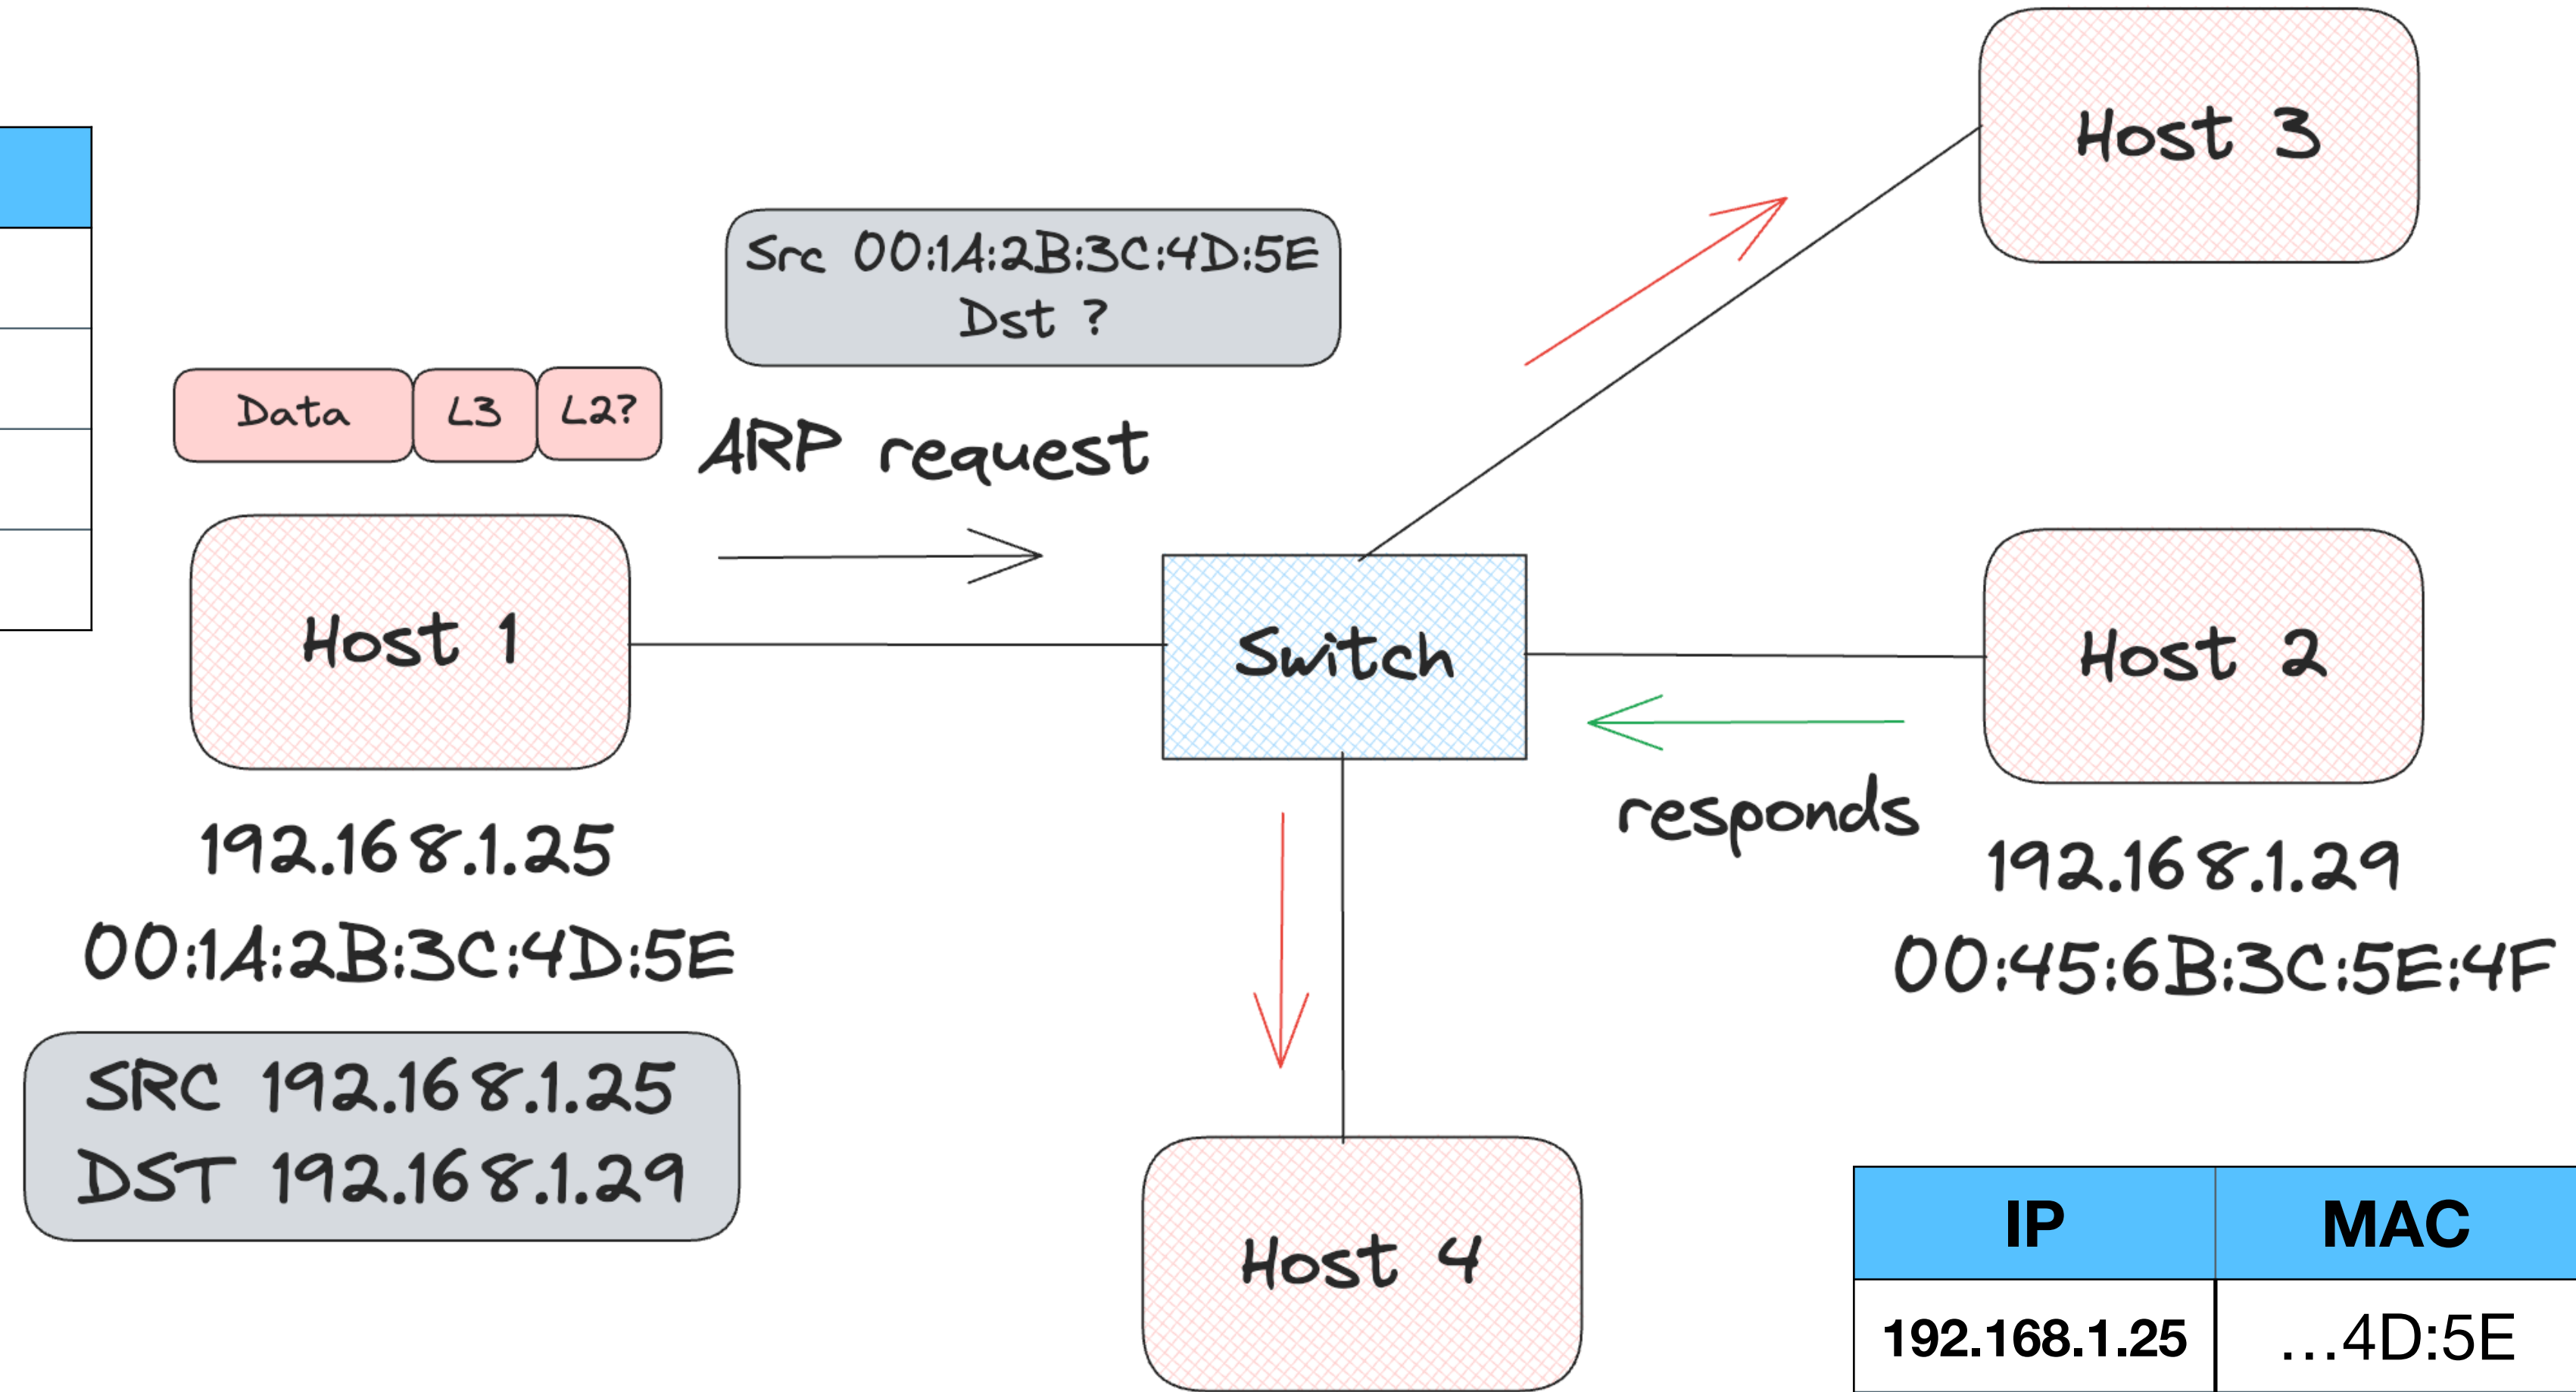 Host 3
Src 00:1A:2B:3C:4D:5E
Dst ?
Data L3 L2?
ARP request
Host 1
Switch
Host 2
responds
192.168.1.25
00:1A:2B:3C:4D:5E
192.168.1.29
00:45:6B:3C:5E:4F
SRC 192.168.1.25
DST 192.168.1.29
Host 4
IP MAC
192.168.1.25 ...4D:5E